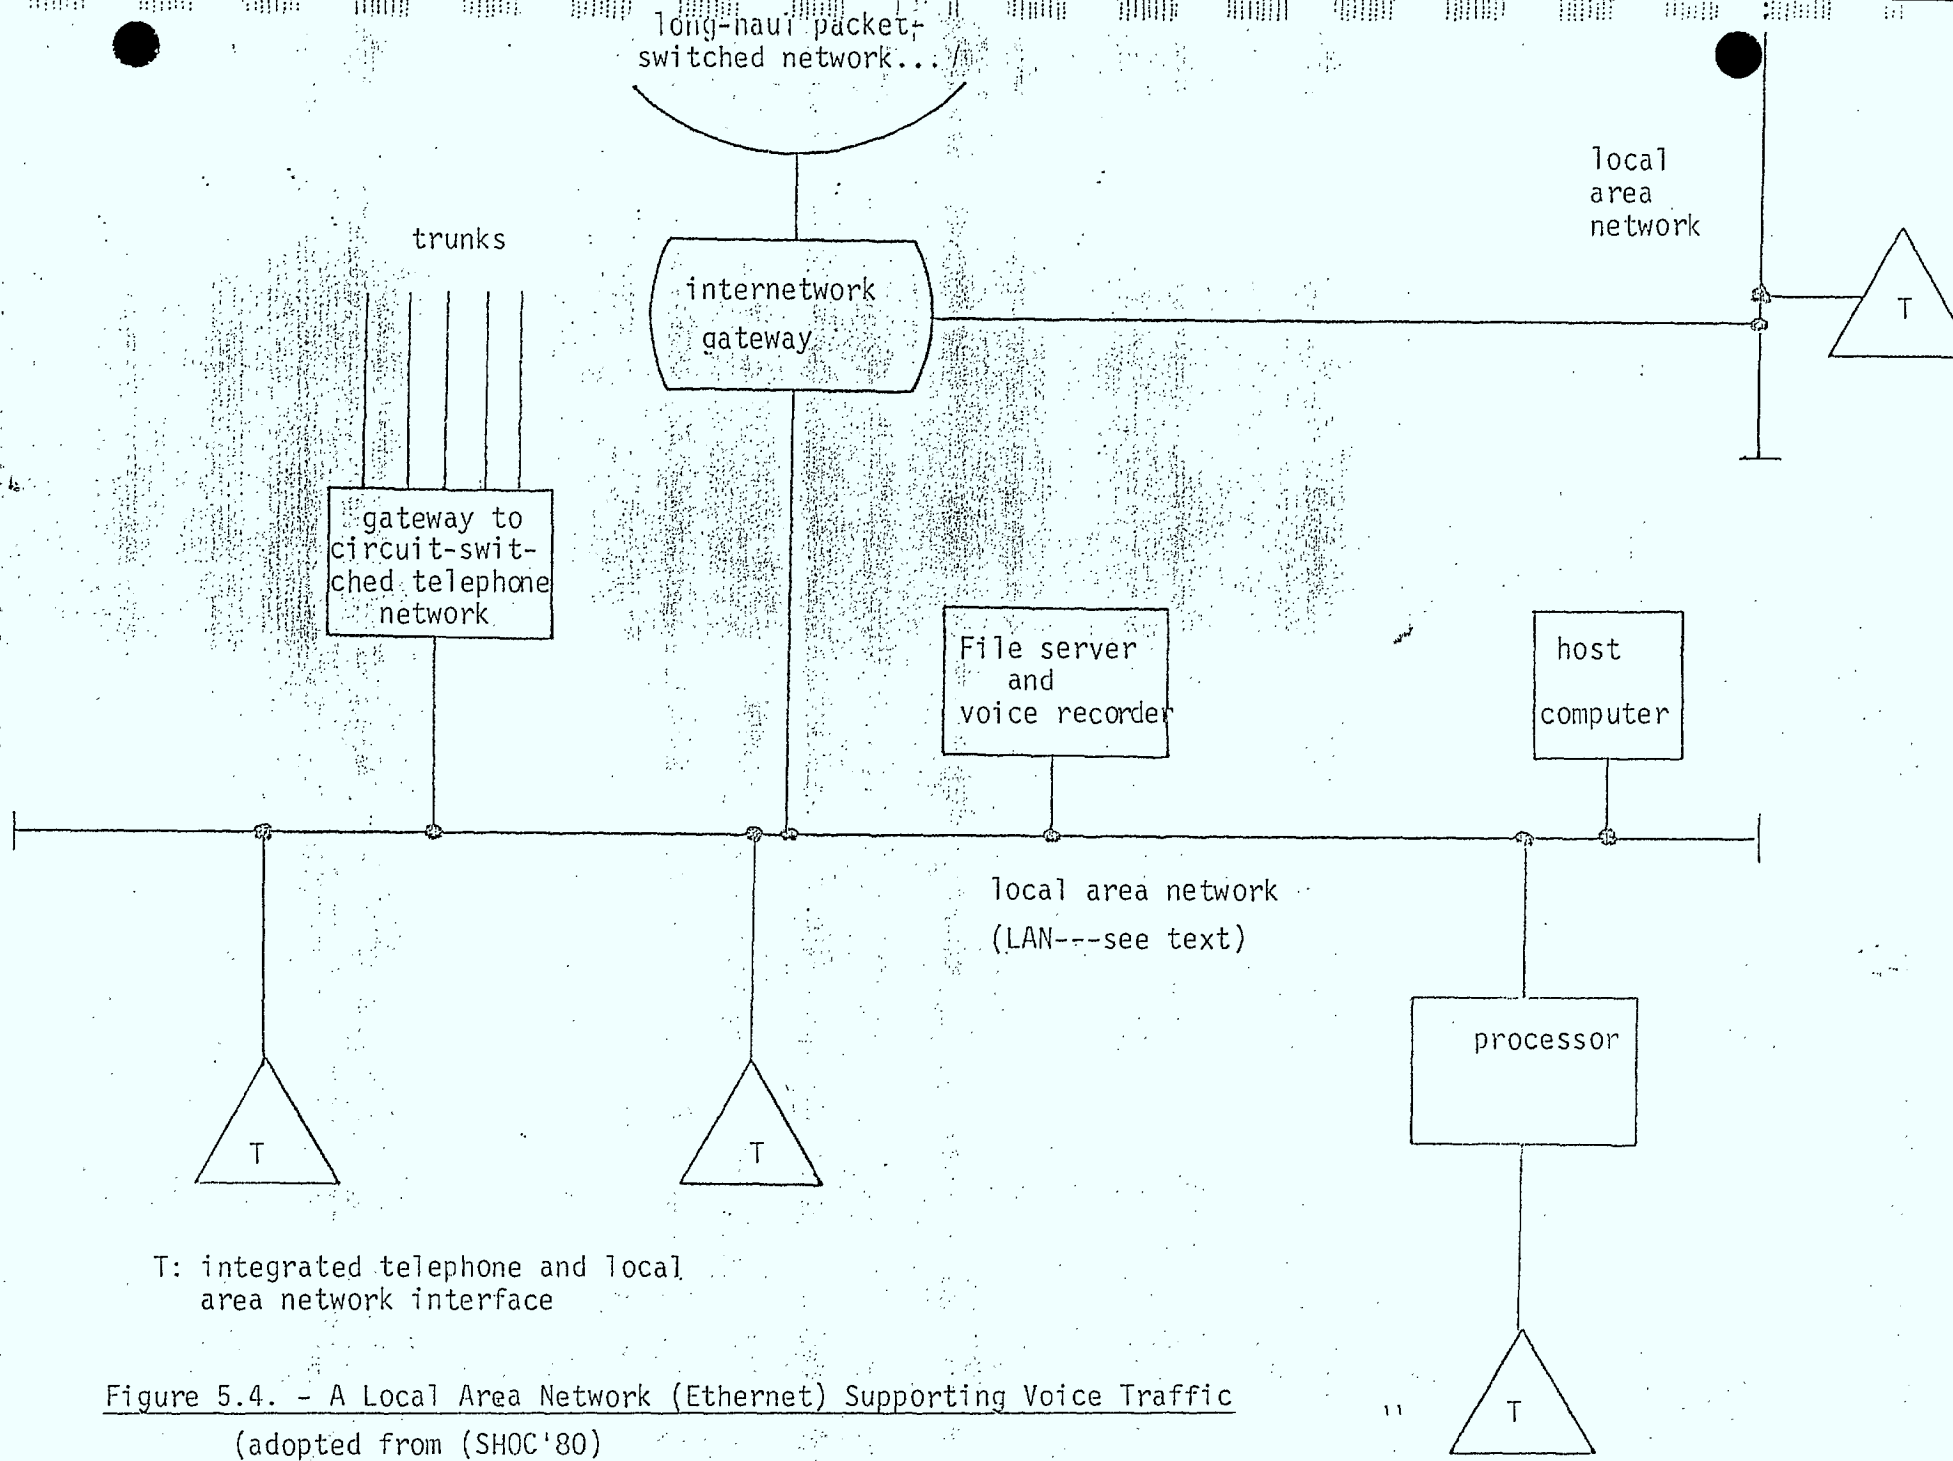 long-haul packet-
switched network...
local
area
network
trunks
internetwork
gateway
T
gateway to
circuit-swit-
ched telephone
network
File server
and
voice recorder
host
computer
local area network
(LAN---see text)
processor
T
T
T: integrated telephone and local
area network interface
Figure 5.4. - A Local Area Network (Ethernet) Supporting Voice Traffic
T
(adopted from (SHOC'80)